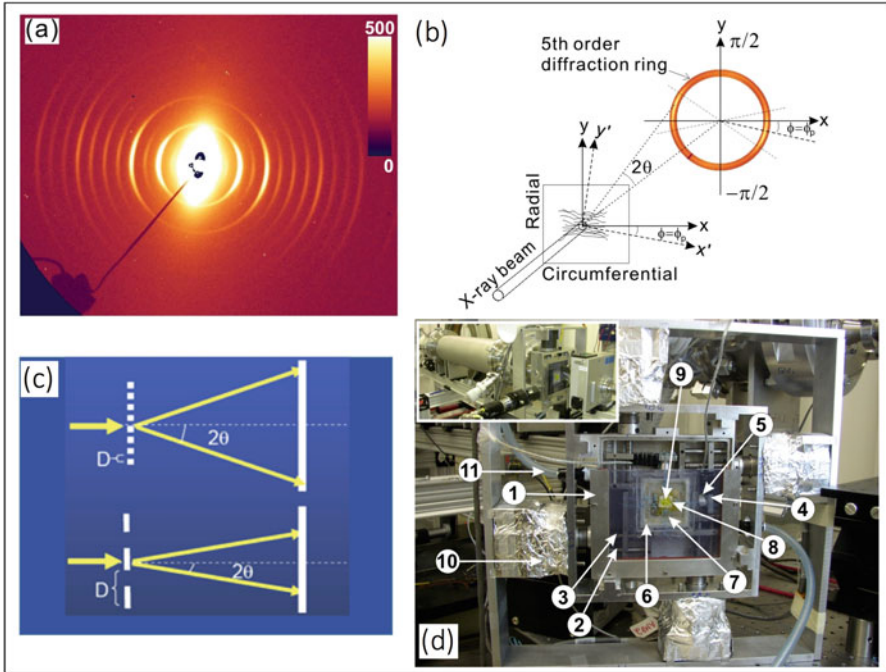 (a)
500
0
(b)
y
π/2
5th order
diffraction ring
x
ϕ=ϕp
-π/2
y
y'
2θ
Radial
x
ϕ=ϕp
x'
Circumferential
X-ray beam
(c)
2θ
D
2θ
D
9
5
11
1
4
10
8
3
6
7
2
(d)